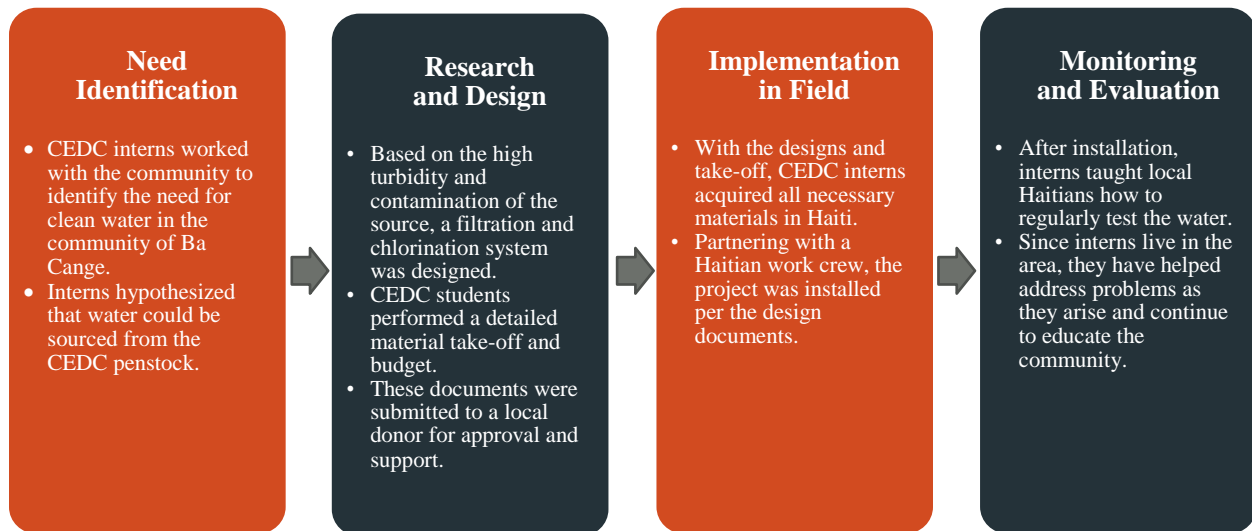 Need
Identification
• CEDC interns worked
with the community to
identify the need for
clean water in the
community of Ba
Cange.
• Interns hypothesized
that water could be
sourced from the
CEDC penstock.
Research
and Design
• Based on the high
turbidity and
contamination of the
source, a filtration and
chlorination system
was designed.
• CEDC students
performed a detailed
material take-off and
budget.
• These documents were
submitted to a local
donor for approval and
support.
Implementation
in Field
• With the designs and
take-off, CEDC interns
acquired all necessary
materials in Haiti.
• Partnering with a
Haitian work crew, the
project was installed
per the design
documents.
Monitoring
and Evaluation
• After installation,
interns taught local
Haitians how to
regularly test the water.
• Since interns live in the
area, they have helped
address problems as
they arise and continue
to educate the
community.